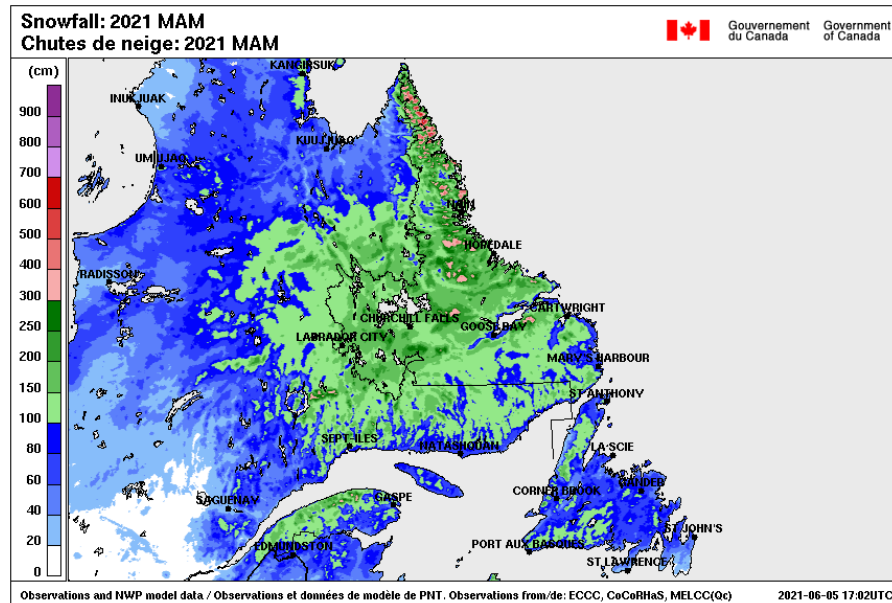 Snowfall: 2021 MAM
Chutes de neige: 2021 MAM
Gouvernement du Canada
Government of Canada
(cm)
900
800
700
600
500
400
300
250
200
150
100
80
60
40
20
0
KANGIRSUK
INUKJUAK
KUUJJUAQ
UMIUJAQ
NAIN
HOPEDALE
RADISSON
CARTWRIGHT
CHURCHILL FALLS
GOOSE BAY
LABRADOR CITY
MARY'S HARBOUR
ST ANTHONY
SEPT-ILES
NATASHQUAN
LA SCIE
GANDER
SAGUENAY
GASPE
CORNER BROOK
ST JOHN'S
EDMUNDSTON
PORT AUX BASQUES
ST LAWRENCE
Observations and NWP model data / Observations et données de modèle de PNT. Observations from/de: ECCC, CoCoRHaS, MELCC(Qc)
2021-06-05 17:02UTC